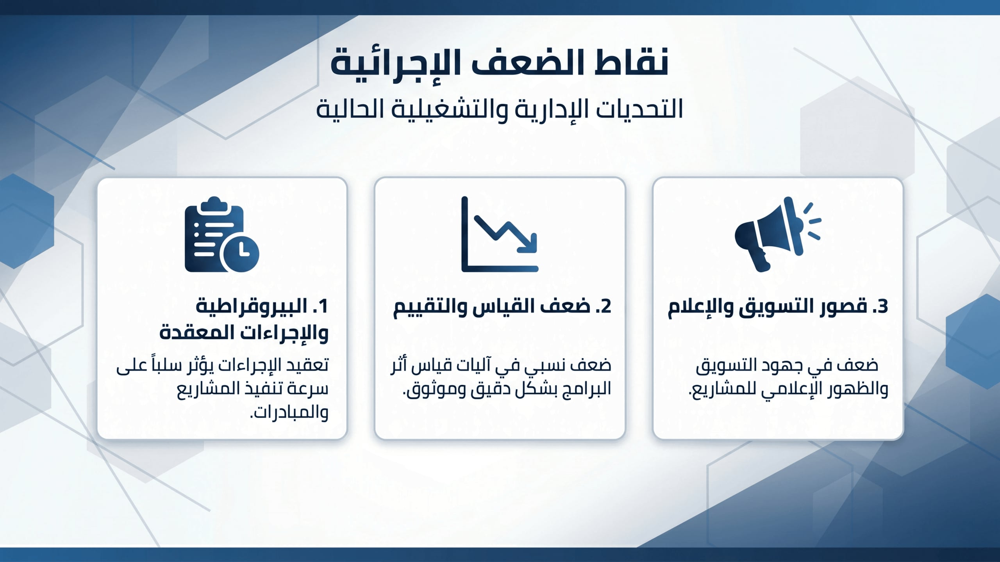 نقاط الضعف الإجرائية
التحديات الإدارية والتشغيلية الحالية
1. البيروقراطية
والإجراءات المعقدة
تعقيد الإجراءات يؤثر سلباً على
سرعة تنفيذ المشاريع
والمبادرات.
2. ضعف القياس والتقييم
ضعف نسبي في آليات قياس أثر
البرامج بشكل دقيق وموثوق.
3. قصور التسويق والإعلام
ضعف في جهود التسويق
والظهور الإعلامي للمشاريع.